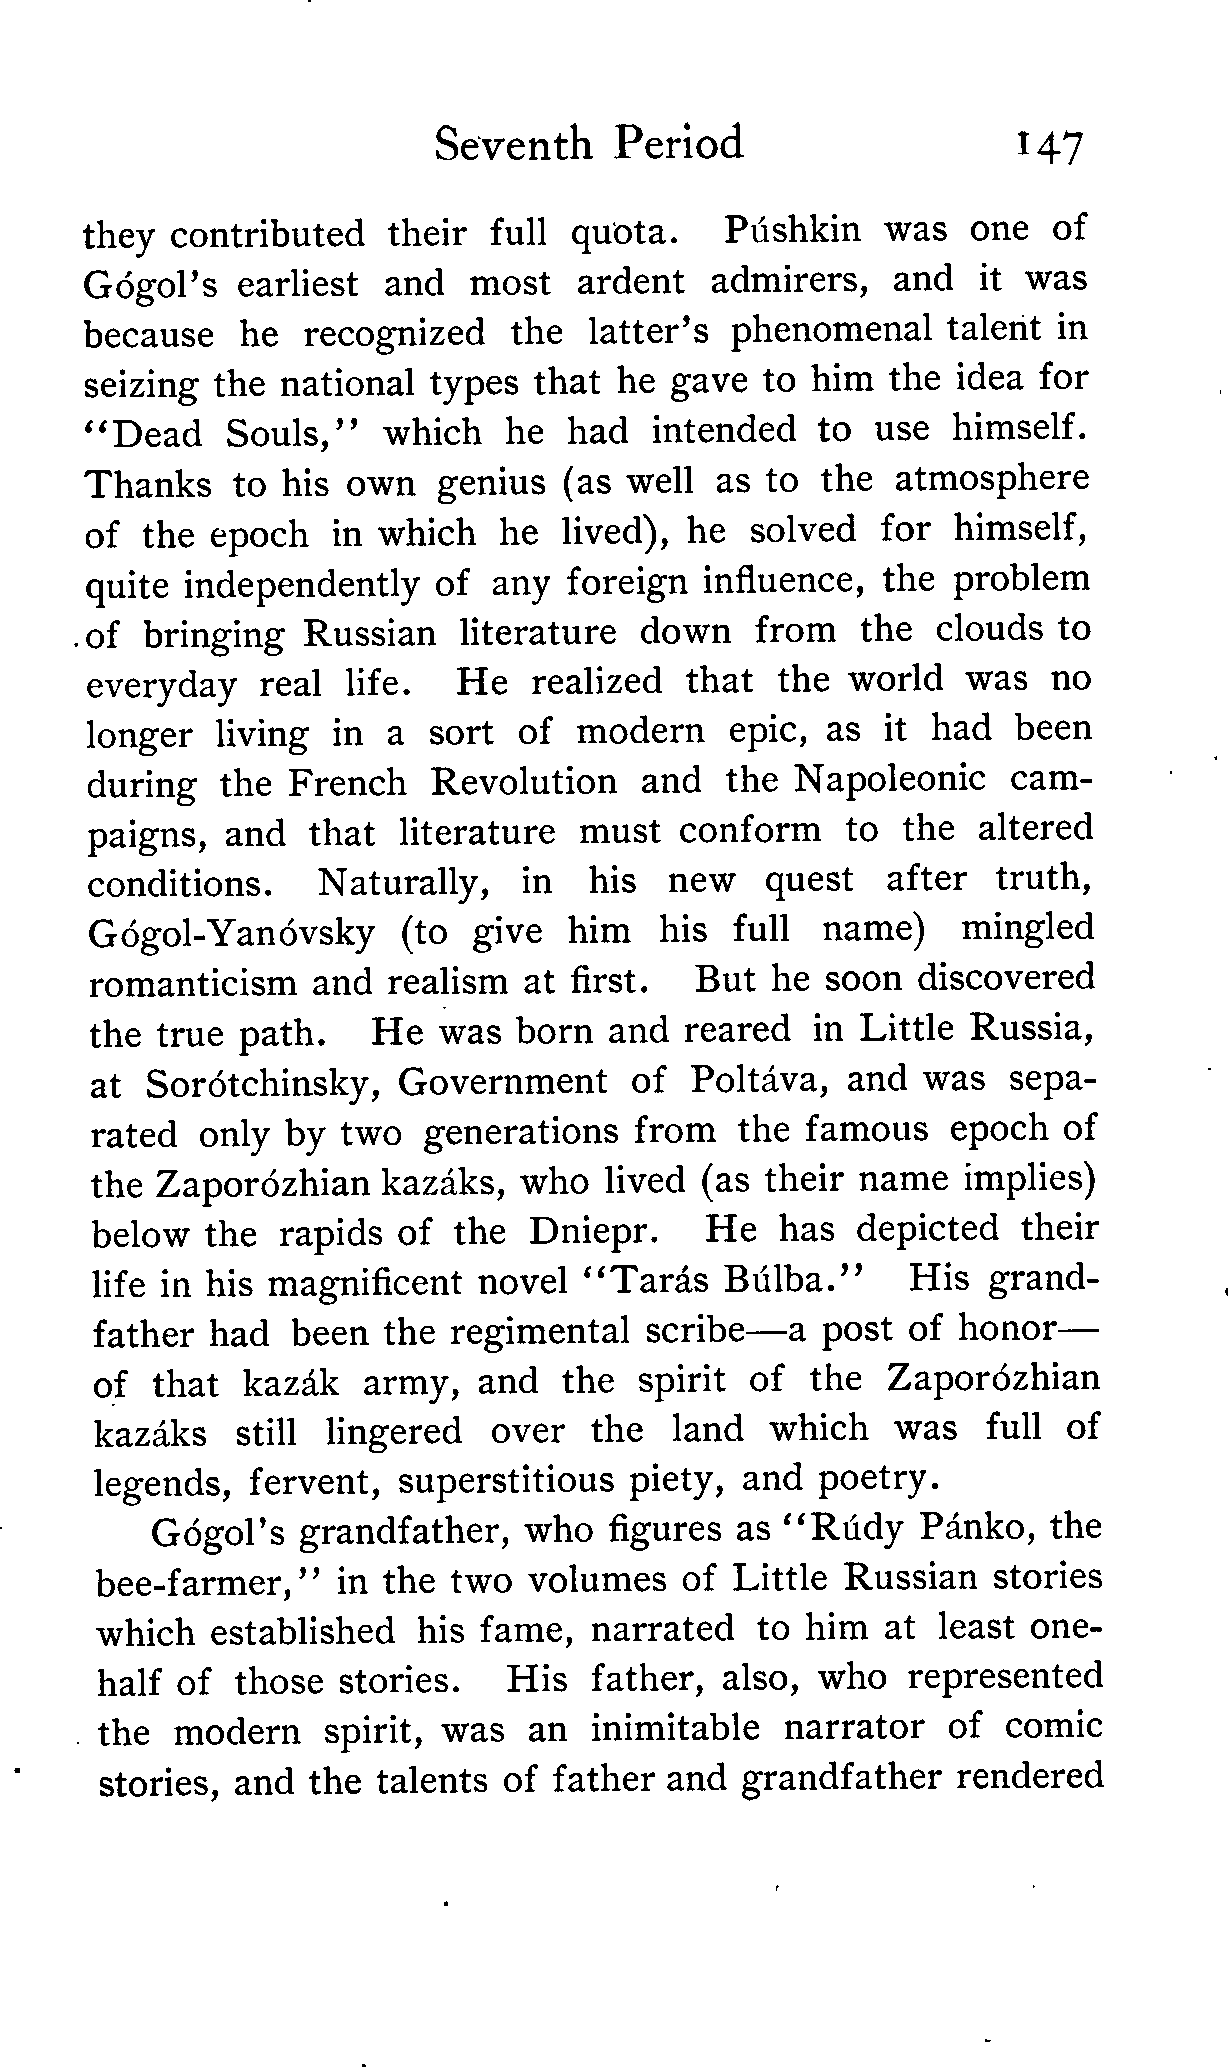 Seventh Period 147
they contributed their full quota. Púshkin was one of
Gógol's earliest and most ardent admirers, and it was
because he recognized the latter's phenomenal talent in
seizing the national types that he gave to him the idea for
"Dead Souls," which he had intended to use himself.
Thanks to his own genius (as well as to the atmosphere
of the epoch in which he lived), he solved for himself,
quite independently of any foreign influence, the problem
of bringing Russian literature down from the clouds to
everyday real life. He realized that the world was no
longer living in a sort of modern epic, as it had been
during the French Revolution and the Napoleonic cam-
paigns, and that literature must conform to the altered
conditions. Naturally, in his new quest after truth,
Gógol-Yanóvsky (to give him his full name) mingled
romanticism and realism at first. But he soon discovered
the true path. He was born and reared in Little Russia,
at Sorótchinsky, Government of Poltáva, and was sepa-
rated only by two generations from the famous epoch of
the Zaporózhian kazáks, who lived (as their name implies)
below the rapids of the Dniepr. He has depicted their
life in his magnificent novel "Tarás Búlba." His grand-
father had been the regimental scribe—a post of honor—
of that kazák army, and the spirit of the Zaporózhian
kazáks still lingered over the land which was full of
legends, fervent, superstitious piety, and poetry.
Gógol's grandfather, who figures as "Rúdy Pánko, the
bee-farmer," in the two volumes of Little Russian stories
which established his fame, narrated to him at least one-
half of those stories. His father, also, who represented
the modern spirit, was an inimitable narrator of comic
stories, and the talents of father and grandfather rendered